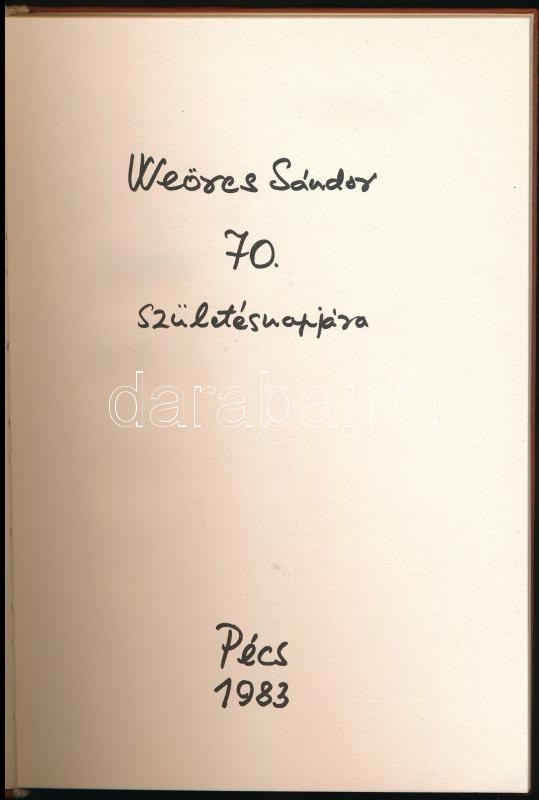 Weöres Sándor
70.
születésnapjára
darabanth
Pécs
1983